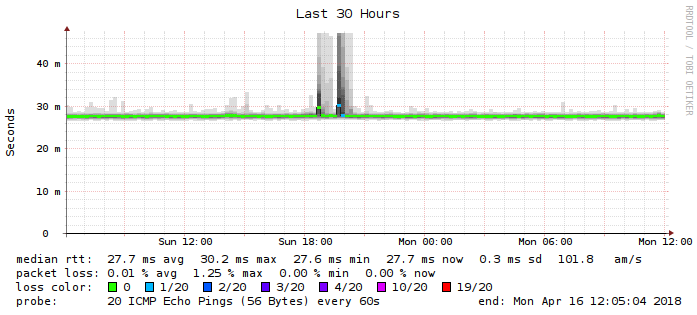 Last 30 Hours
RRDTOOL / TOBI OETIKER
Seconds
40 m
30 m
20 m
10 m
0
Sun 12:00 Sun 18:00 Mon 00:00 Mon 06:00 Mon 12:00
median rtt: 27.7 ms avg 30.2 ms max 27.6 ms min 27.7 ms now 0.3 ms sd 101.8 am/s
packet loss: 0.01 % avg 1.25 % max 0.00 % min 0.00 % now
loss color: 0 1/20 2/20 3/20 4/20 10/20 19/20
probe: 20 ICMP Echo Pings (56 Bytes) every 60s end: Mon Apr 16 12:05:04 2018